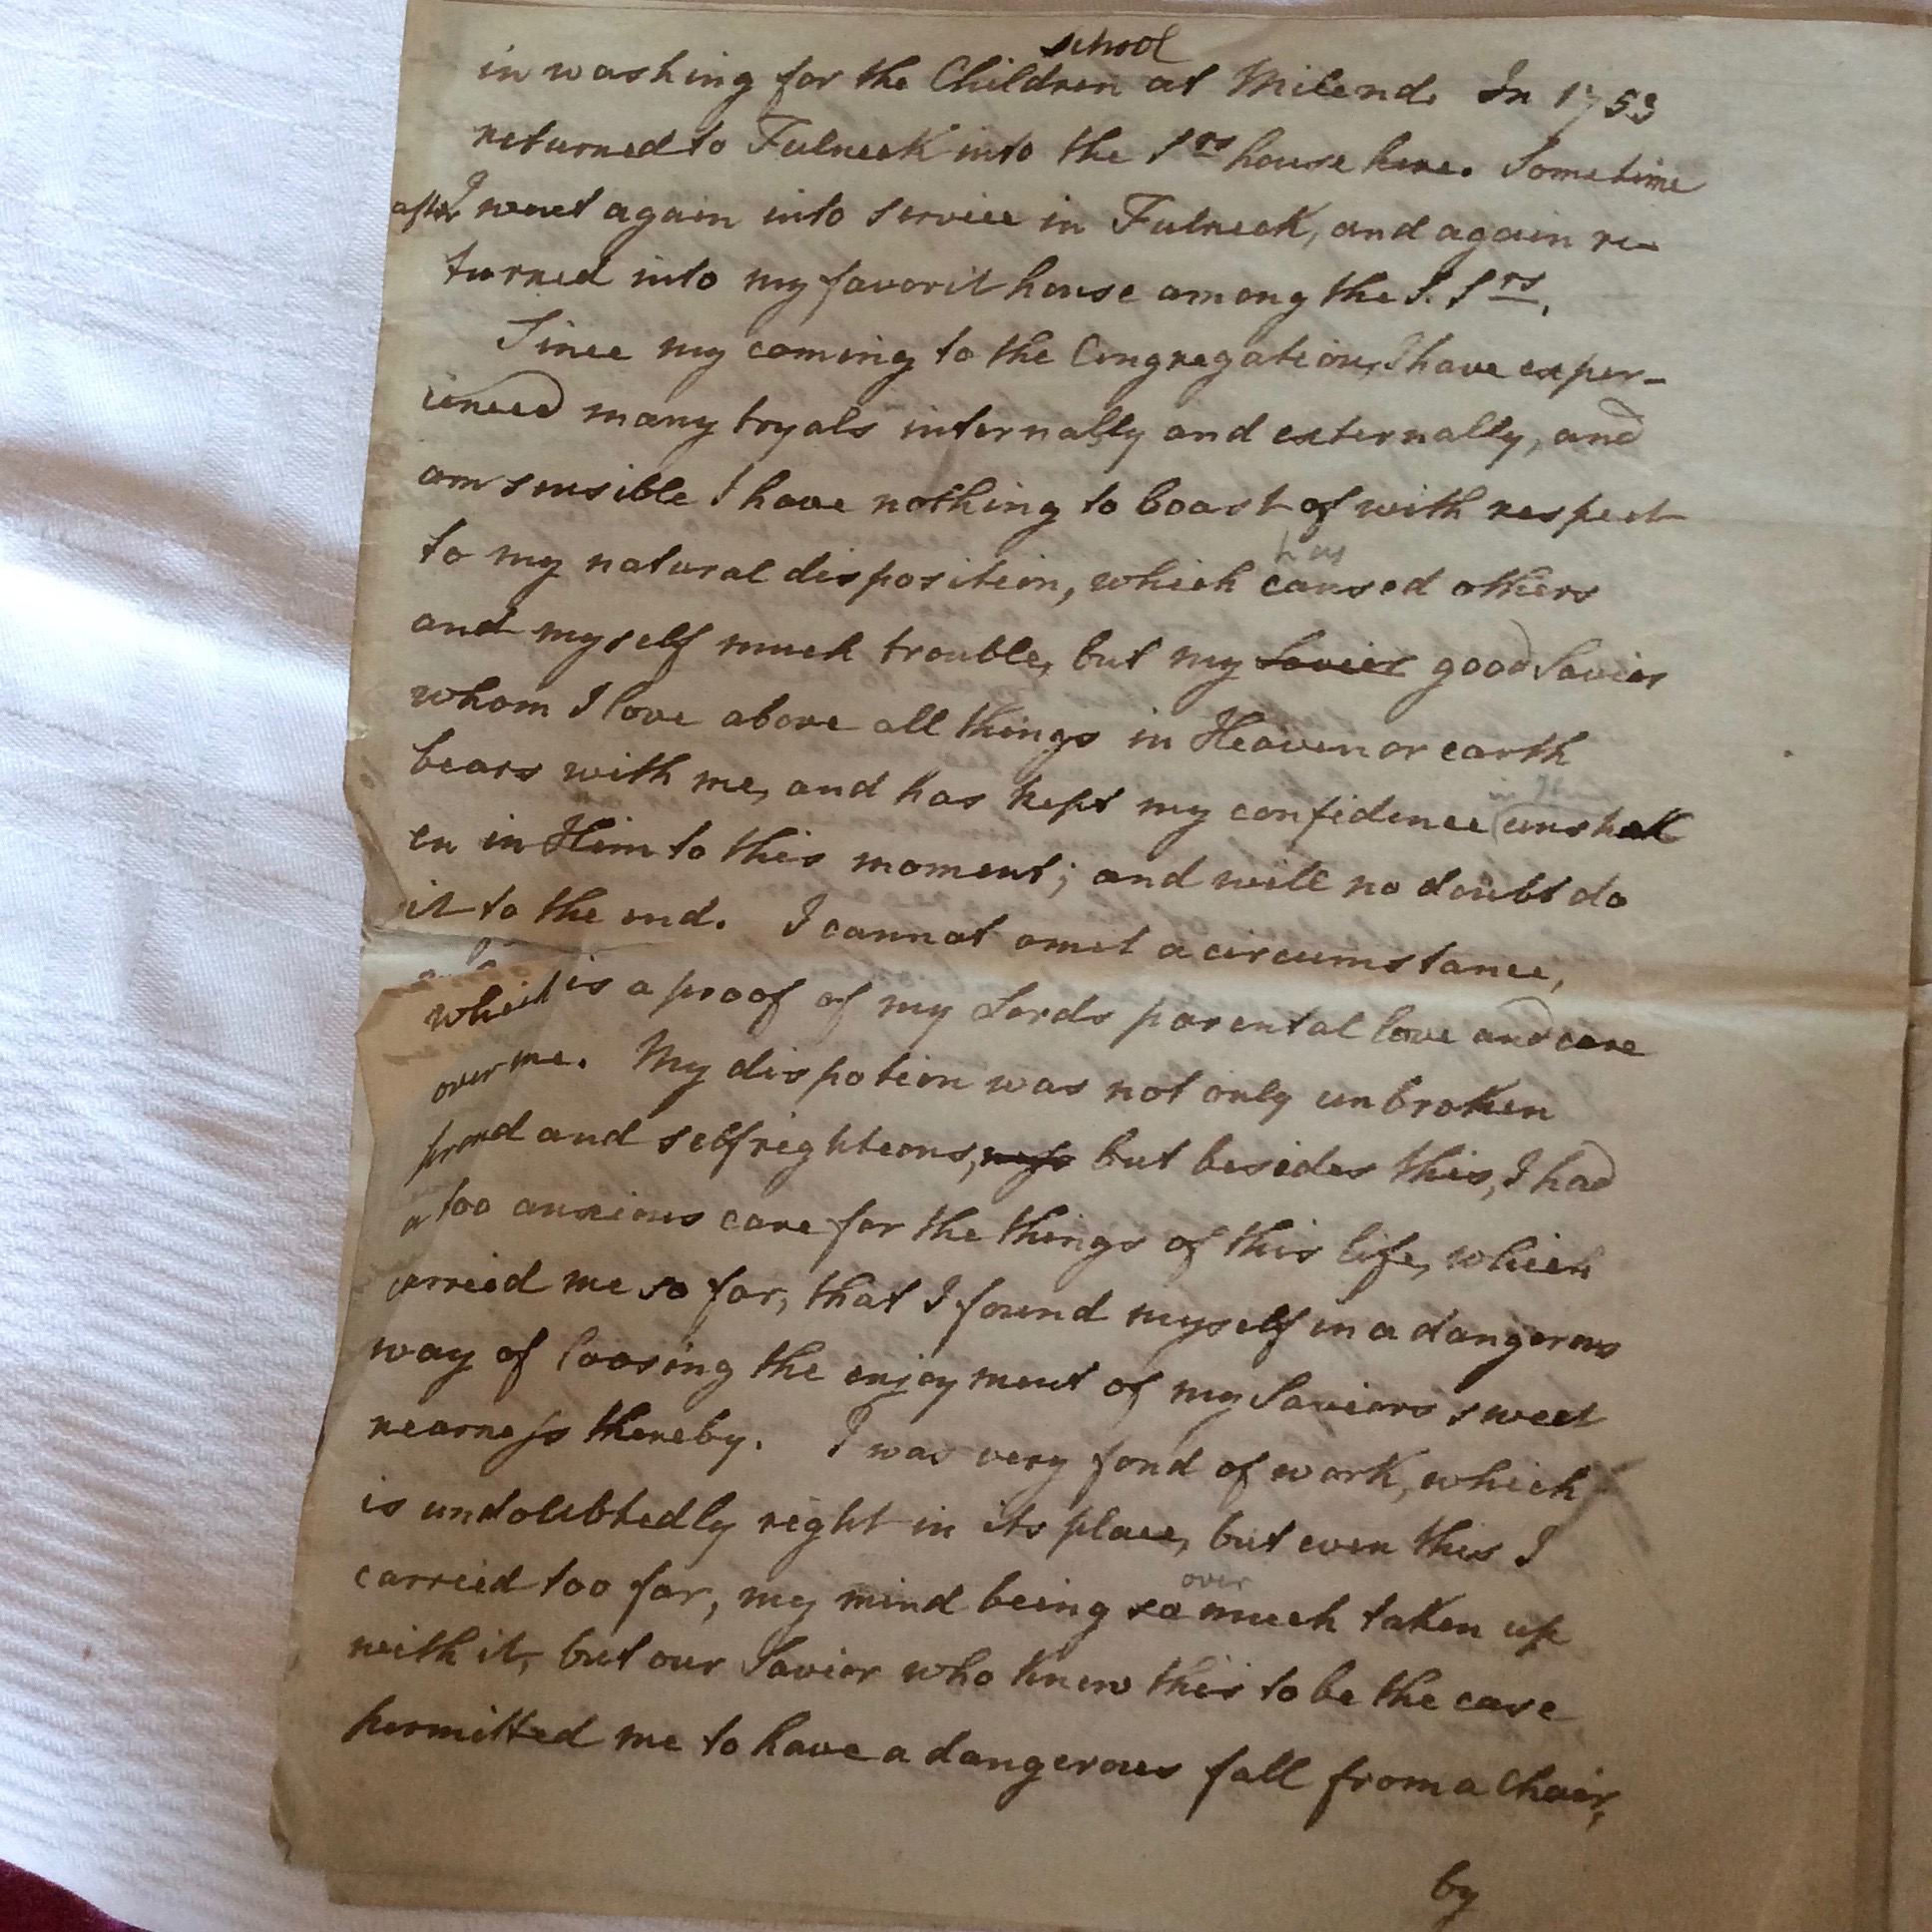 school
in washing for the Children at Milend. In 1753
returned to Fulneck into the Srs house here. Sometime
after I went again into service in Fulneck, and again re-
turned into my favorit house among the S. Srs.
Since my coming to the Congregation, I have exper-
ienced many tryals internally and externally, and
am sensible I have nothing to boast of with respect
has
to my natural disposition, which caused others
and myself much trouble, but my Savior good Savior
whom I love above all things in Heaven or earth
in Him
bears with me, and has kept my confidence unshak
en in Him to this moment; and will no doubt do
it to the end. I cannot omit a circumstance,
which is a proof of my Lords parental love and care
over me. My dispotion was not only unbroken
proud and selfrighteous, ness but besides this, I had
a too anxious care for the things of this life, which
carried me so far, that I found myself in a dangerous
way of loosing the enjoyment of my Saviors sweet
nearness thereby. I was very fond of work, which
is undoubtedly right in its place, but even this I
over
carried too far, my mind being so much taken up
with it, but our Savior who knew this to be the case
permitted me to have a dangerous fall from a Chair,
by